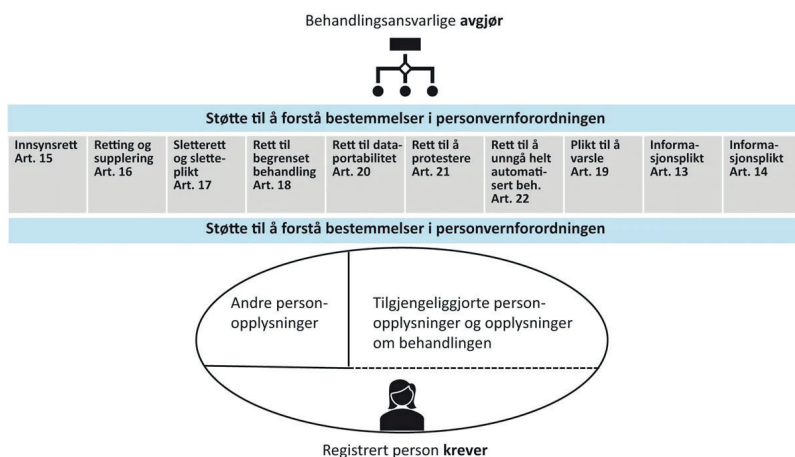 Behandlingsansvarlige avgjør
Støtte til å forstå bestemmelser i personvernforordningen
Innsynsrett
Art. 15
Retting og
supplering
Art. 16
Sletterett
og slette-
plikt
Art. 17
Rett til
begrenset
behandling
Art. 18
Rett til data-
portabilitet
Art. 20
Rett til å
protestere
Art. 21
Rett til å
unngå helt
automati-
sert beh.
Art. 22
Plikt til å
varsle
Art. 19
Informa-
sjonsplikt
Art. 13
Informa-
sjonsplikt
Art. 14
Støtte til å forstå bestemmelser i personvernforordningen
Andre person-
opplysninger
Tilgjengeliggjorte person-
opplysninger og opplysninger
om behandlingen
Registrert person krever